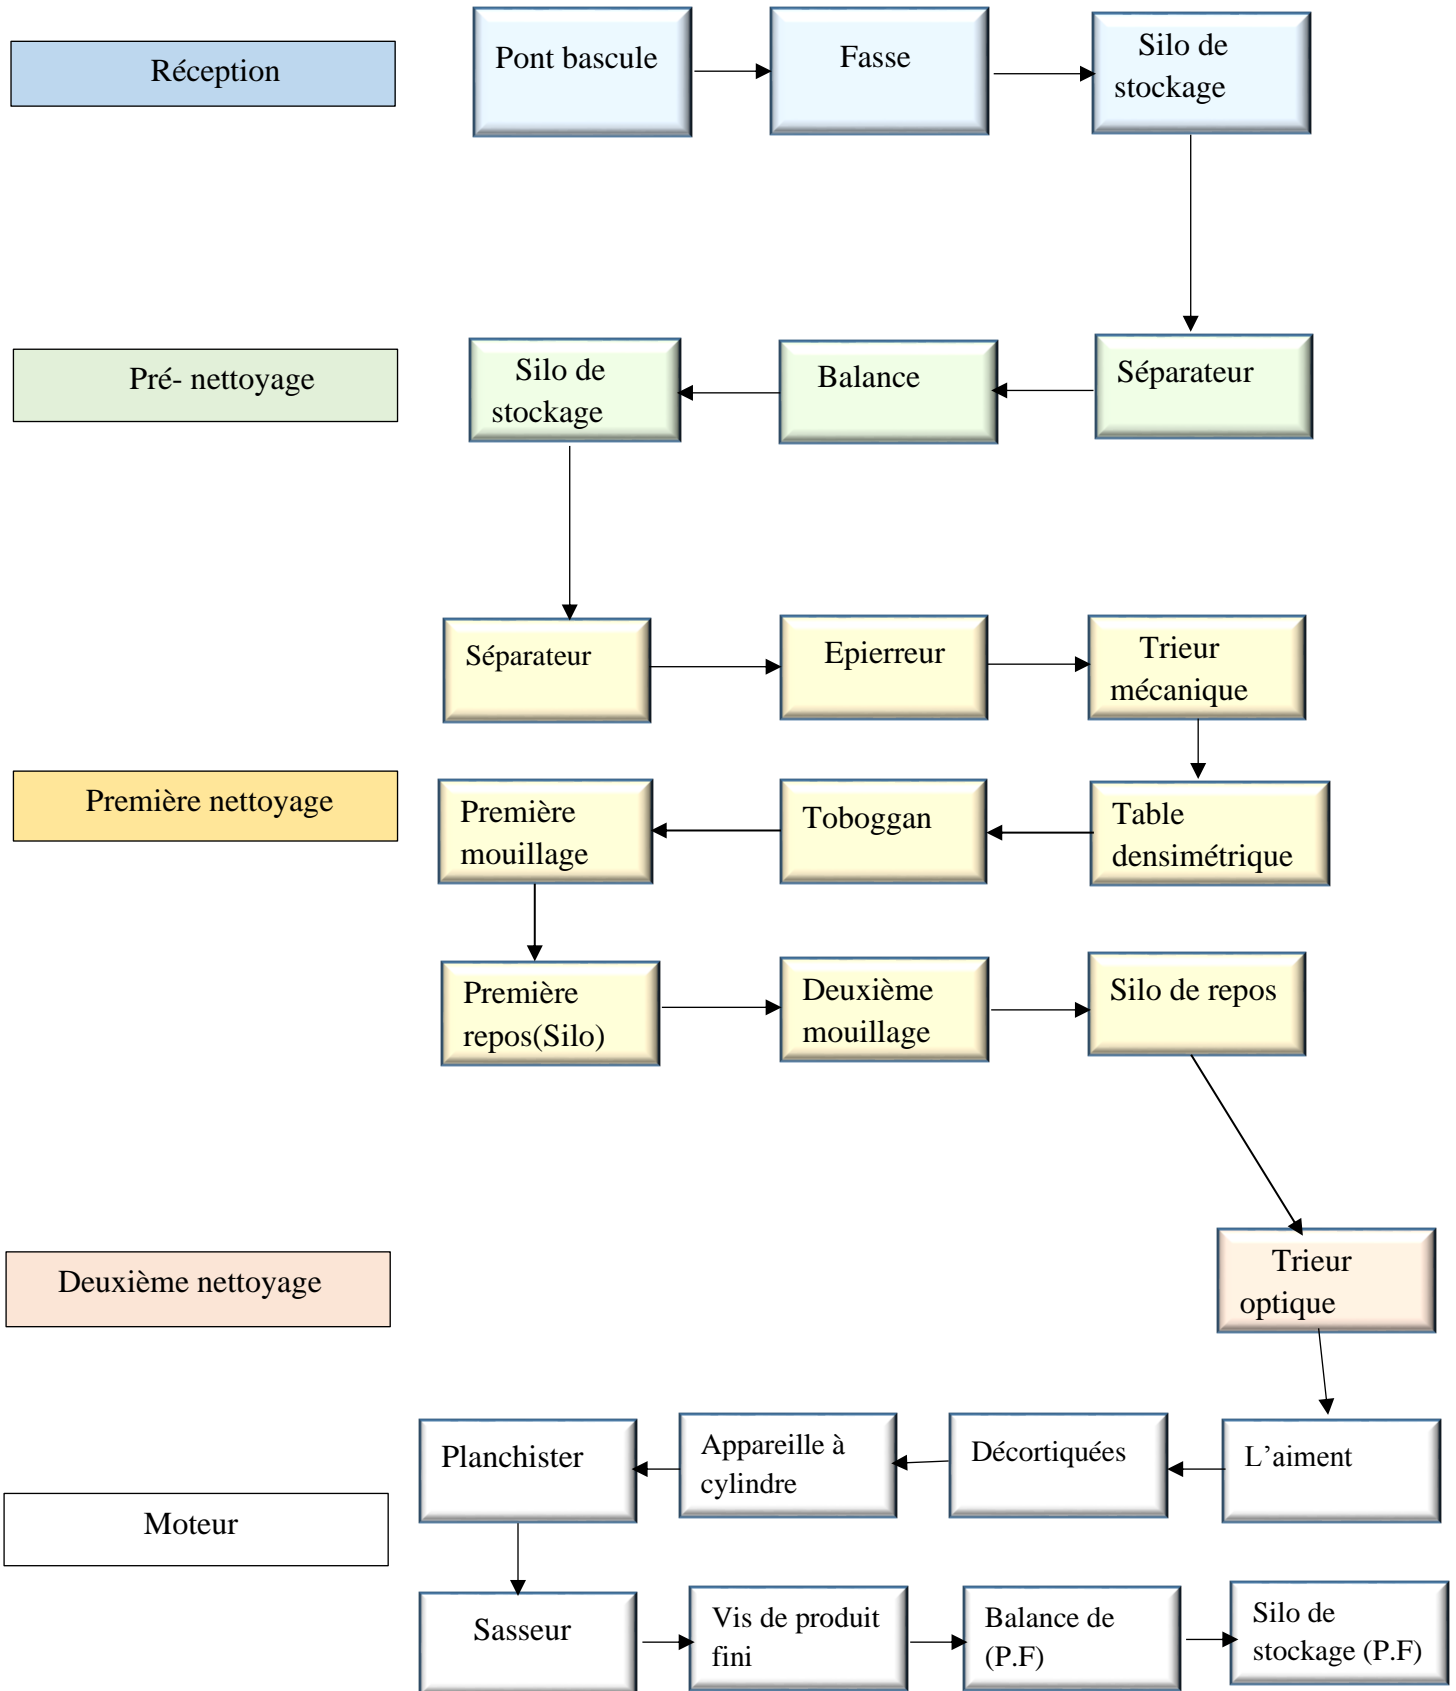 Réception
Pont bascule
Fasse
Silo de
stockage
Pré- nettoyage
Silo de
stockage
Balance
Séparateur
Séparateur
Epierreur
Trieur
mécanique
Première nettoyage
Première
mouillage
Toboggan
Table
densimétrique
Première
repos(Silo)
Deuxième
mouillage
Silo de repos
Deuxième nettoyage
Trieur
optique
Planchister
Appareille à
cylindre
Décortiquées
L’aiment
Moteur
Sasseur
Vis de produit
fini
Balance de
(P.F)
Silo de
stockage (P.F)